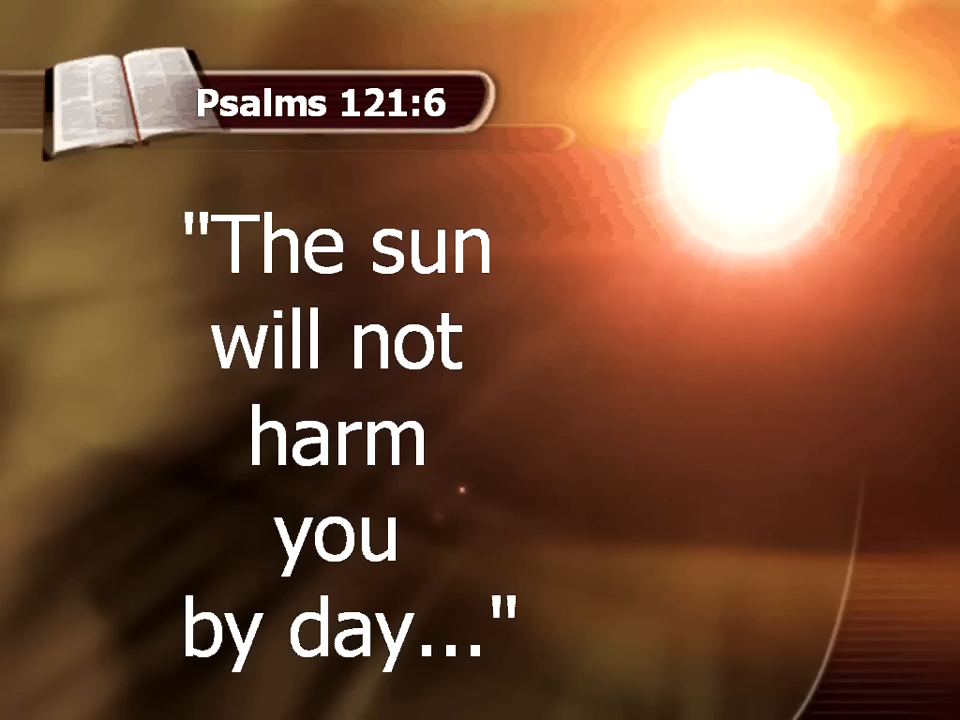 Psalms 121:6
"The sun
will not
harm
you
by day..."